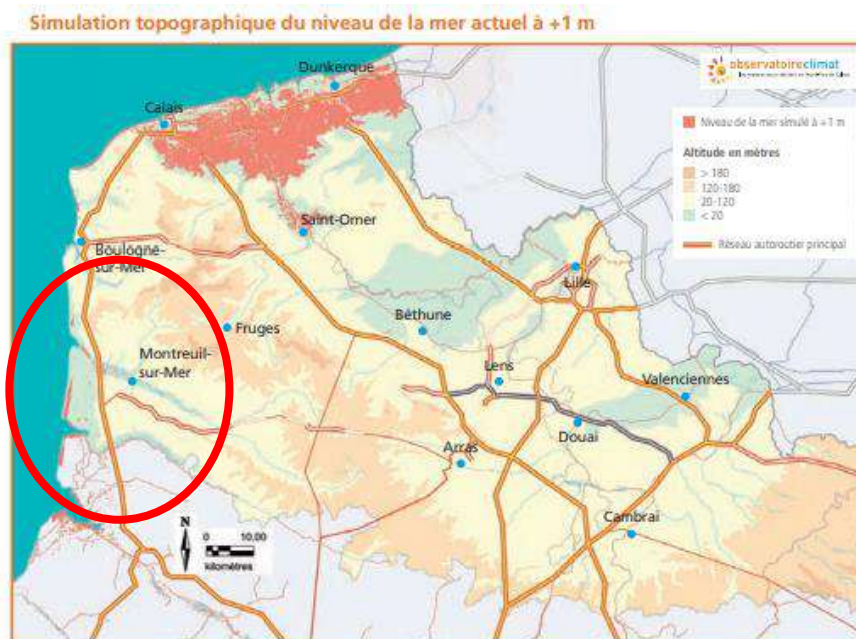 Simulation topographique du niveau de la mer actuel à +1 m
observatoireclimat
Dunkerque
Calais
Niveau de la mer simulé à +1 m
Altitude en mètres
> 180
120-180
20-120
< 20
Réseau autoroutier principal
Saint-Omer
Boulogne-
sur-Mer
Lille
Béthune
Fruges
Montreuil-
sur-Mer
Lens
Valenciennes
Douai
Arras
Cambrai
N
0 10,00
kilomètres